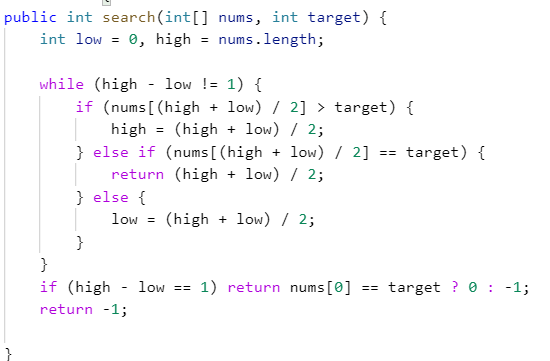 public int search(int[] nums, int target) {
    int low = 0, high = nums.length;

    while (high - low != 1) {
        if (nums[(high + low) / 2] > target) {
            high = (high + low) / 2;
        } else if (nums[(high + low) / 2] == target) {
            return (high + low) / 2;
        } else {
            low = (high + low) / 2;
        }
    }
    if (high - low == 1) return nums[0] == target ? 0 : -1;
    return -1;

}